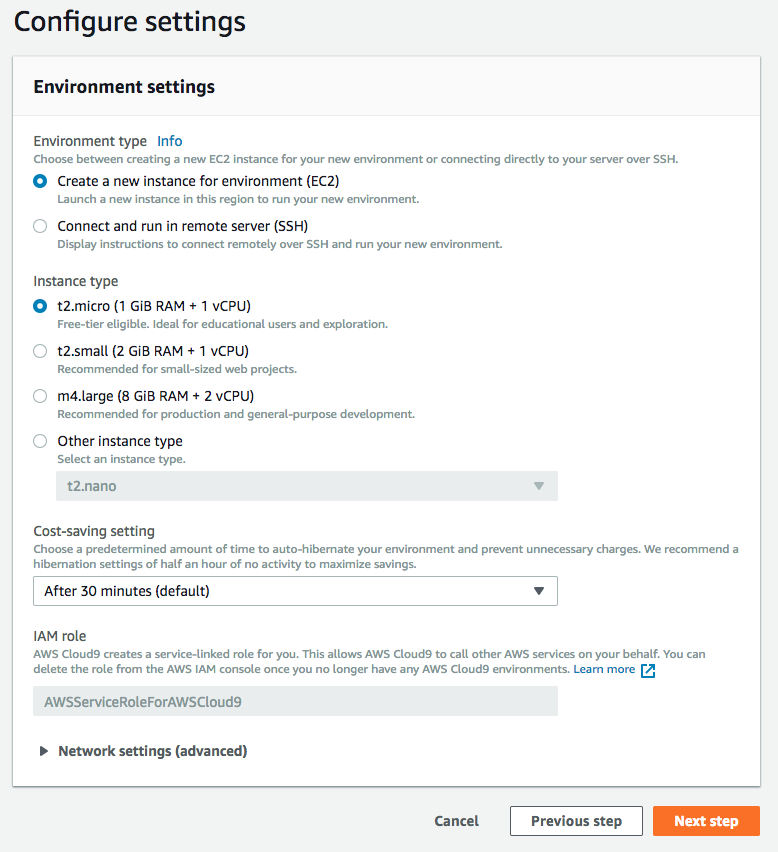 Configure settings
Environment settings
Environment type Info
Choose between creating a new EC2 instance for your new environment or connecting directly to your server over SSH.
Create a new instance for environment (EC2)
Launch a new instance in this region to run your new environment.
Connect and run in remote server (SSH)
Display instructions to connect remotely over SSH and run your new environment.
Instance type
t2.micro (1 GiB RAM + 1 vCPU)
Free-tier eligible. Ideal for educational users and exploration.
t2.small (2 GiB RAM + 1 vCPU)
Recommended for small-sized web projects.
m4.large (8 GiB RAM + 2 vCPU)
Recommended for production and general-purpose development.
Other instance type
Select an instance type.
t2.nano
Cost-saving setting
Choose a predetermined amount of time to auto-hibernate your environment and prevent unnecessary charges. We recommend a
hibernation settings of half an hour of no activity to maximize savings.
After 30 minutes (default)
IAM role
AWS Cloud9 creates a service-linked role for you. This allows AWS Cloud9 to call other AWS services on your behalf. You can
delete the role from the AWS IAM console once you no longer have any AWS Cloud9 environments. Learn more
AWSServiceRoleForAWSCloud9
Network settings (advanced)
Cancel Previous step Next step